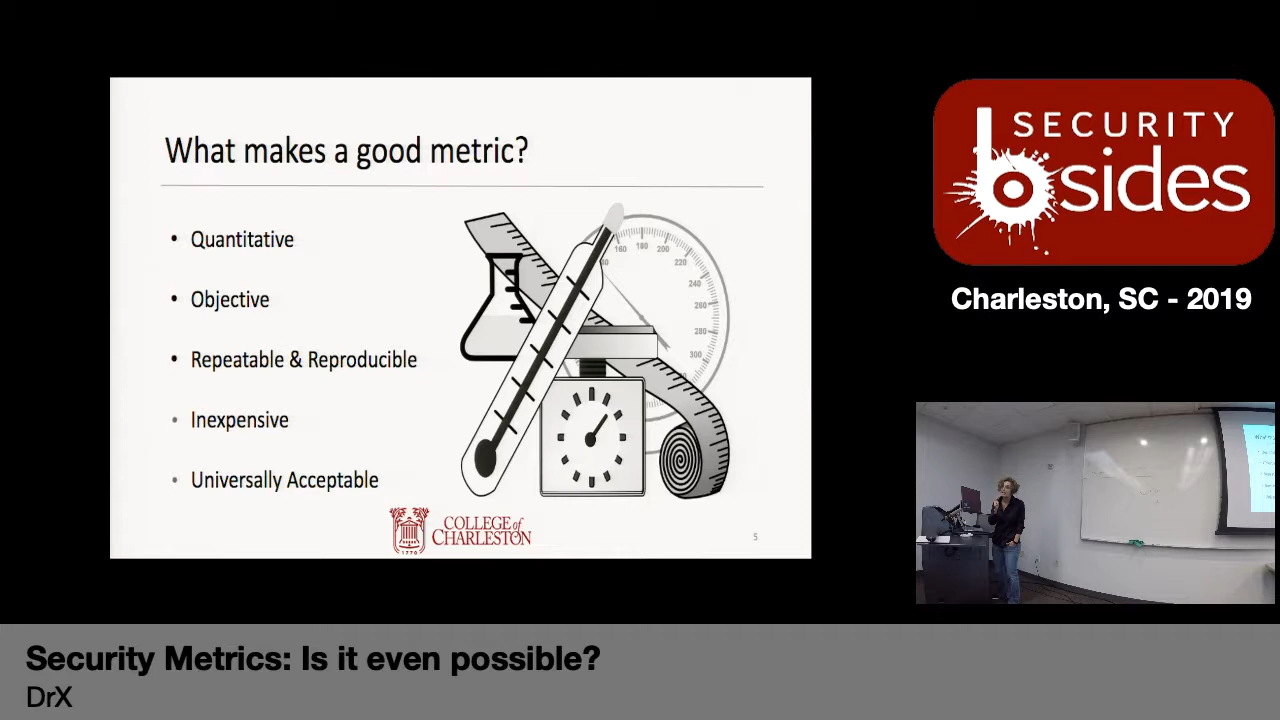 What makes a good metric?
• Quantitative
• Objective
• Repeatable & Reproducible
• Inexpensive
• Universally Acceptable
160
180
200
220
240
260
280
300
COLLEGE of
CHARLESTON
1770
5
SECURITY
bsides
Charleston, SC - 2019
Security Metrics: Is it even possible?
DrX